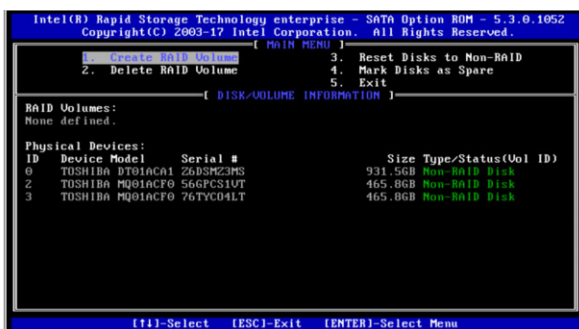 Intel(R) Rapid Storage Technology enterprise - SATA Option ROM - 5.3.0.1052
Copyright(C) 2003-17 Intel Corporation. All Rights Reserved.
[ MAIN MENU ]
1. Create RAID Volume 3. Reset Disks to Non-RAID
2. Delete RAID Volume 4. Mark Disks as Spare
5. Exit
[ DISK/VOLUME INFORMATION ]
RAID Volumes:
None defined.
Physical Devices:
ID Device Model Serial # Size Type/Status(Vol ID)
0 TOSHIBA DT01ACA1 Z6DSMZ3MS 931.5GB Non-RAID Disk
2 TOSHIBA MQ01ACF0 56GPCS1VT 465.8GB Non-RAID Disk
3 TOSHIBA MQ01ACF0 76TYCO4LT 465.8GB Non-RAID Disk
[↑↓]-Select [ESC]-Exit [ENTER]-Select Menu